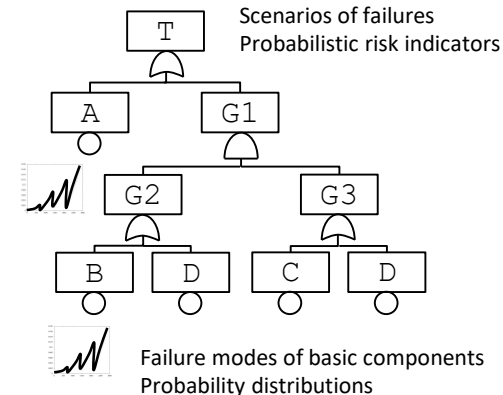 T
Scenarios of failures
Probabilistic risk indicators
A
G1
G2
G3
B
D
C
D
Failure modes of basic components
Probability distributions